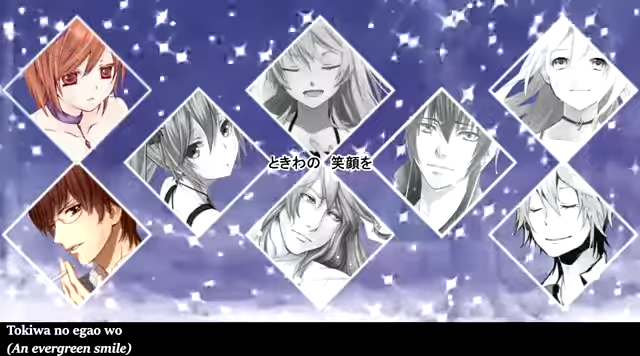 ときわの 笑顔を
Tokiwa no egao wo
(An evergreen smile)